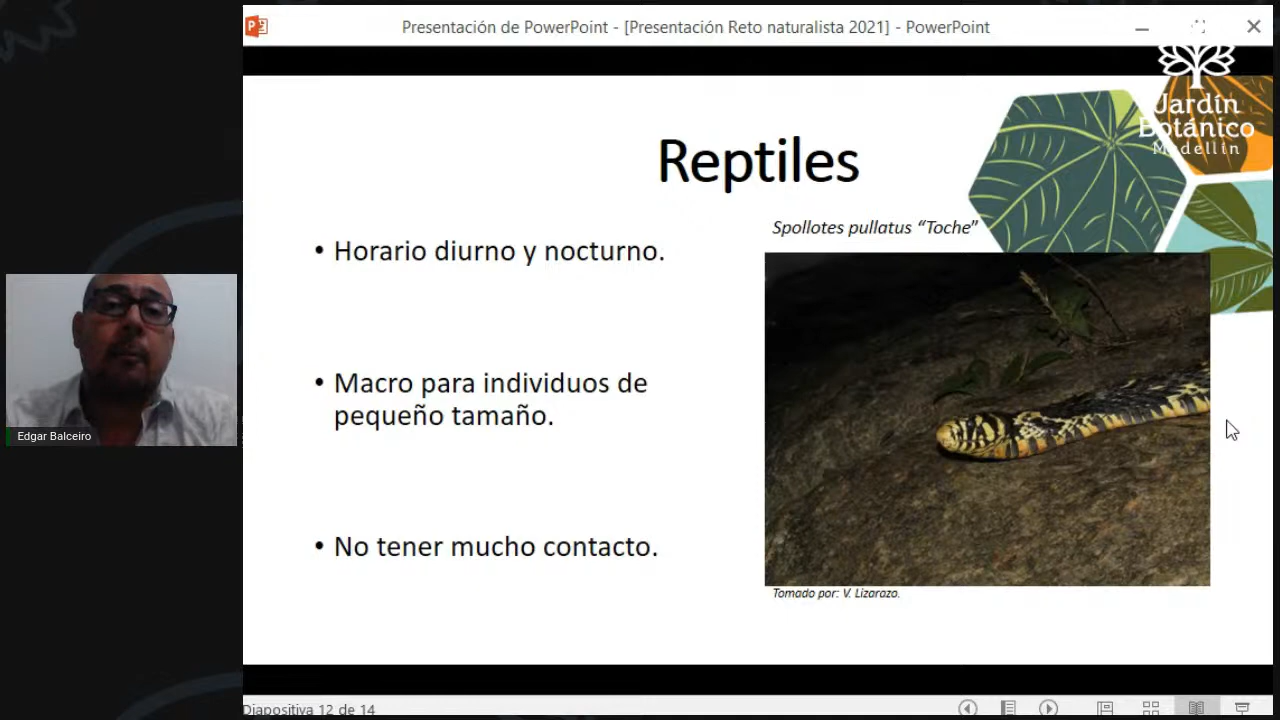 Presentación de PowerPoint - [Presentación Reto naturalista 2021] - PowerPoint
Jardín
Botánico
Medellín
Reptiles
Spollotes pullatus “Toche”
• Horario diurno y nocturno.
• Macro para individuos de
pequeño tamaño.
• No tener mucho contacto.
Edgar Balceiro
Tomado por: V. Lizarazo.
Diapositiva 12 de 14